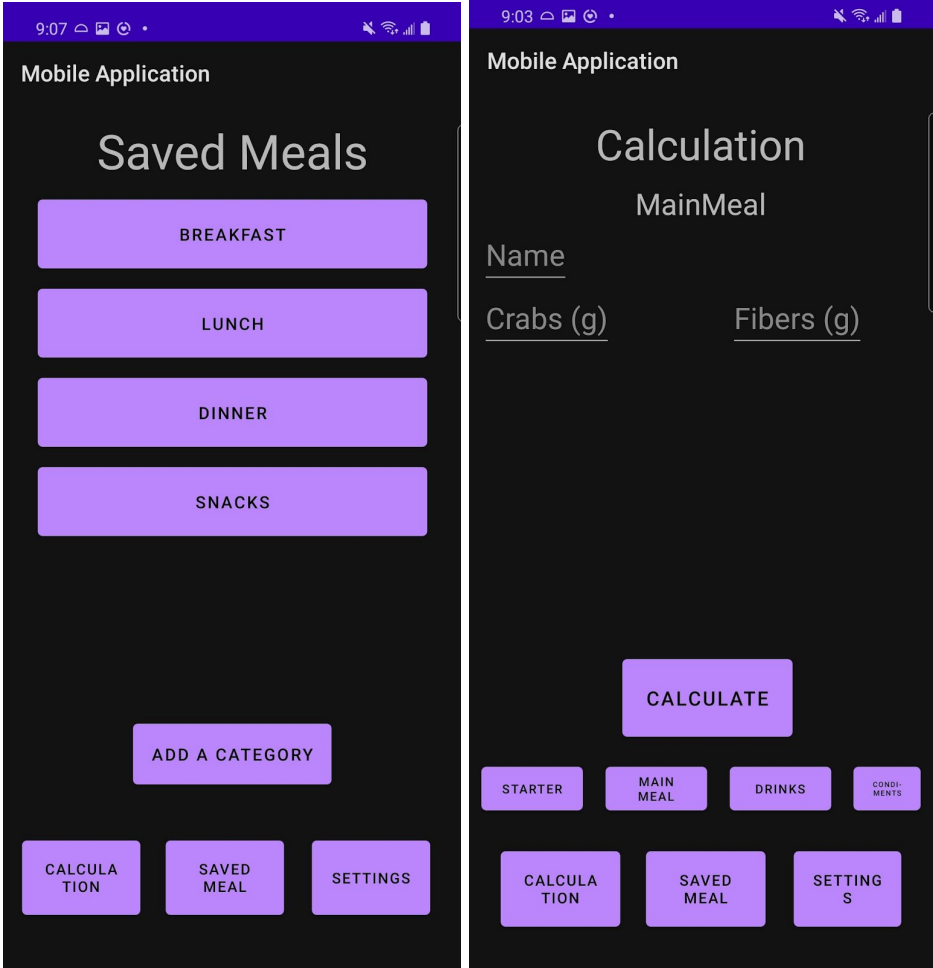 9:07
Mobile Application
Saved Meals
BREAKFAST
LUNCH
DINNER
SNACKS
ADD A CATEGORY
CALCULA
TION
SAVED
MEAL
SETTINGS
9:03
Mobile Application
Calculation
MainMeal
Name
Crabs (g)
Fibers (g)
CALCULATE
STARTER
MAIN
MEAL
DRINKS
CONDI-
MENTS
CALCULA
TION
SAVED
MEAL
SETTING
S